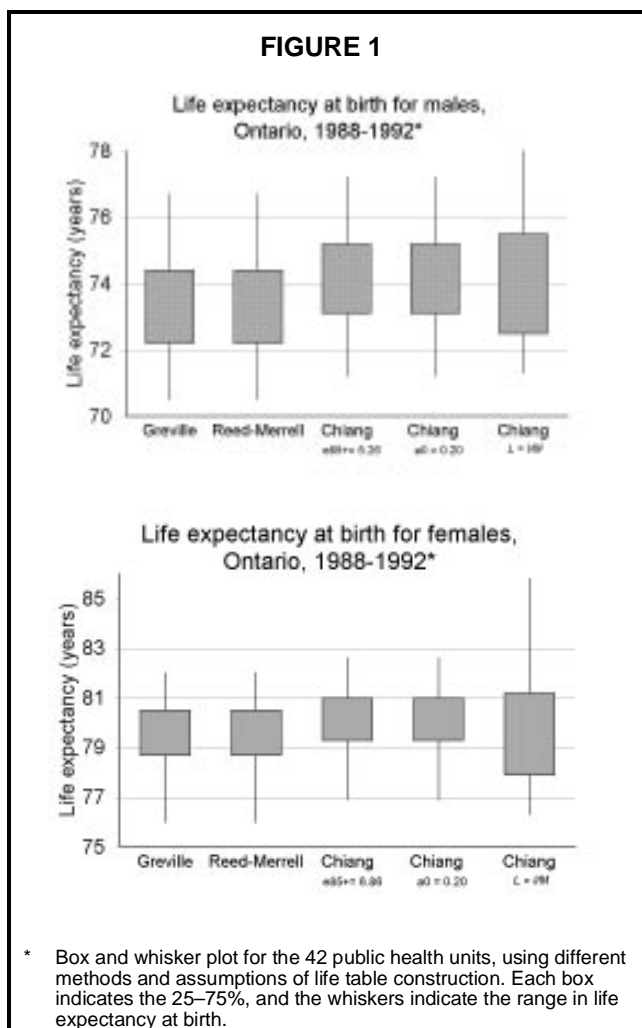 FIGURE 1
Life expectancy at birth for males,
Ontario, 1988-1992*
Life expectancy (years)
78
76
74
72
70
Greville Reed-Merrell Chiang Chiang Chiang
a0 = 0.20
Life expectancy at birth for females,
Ontario, 1988-1992*
Life expectancy (years)
85
83
81
79
77
75
Greville Reed-Merrell Chiang Chiang Chiang
e85+= 6.86 a0 = 0.20
* Box and whisker plot for the 42 public health units, using different
methods and assumptions of life table construction. Each box
indicates the 25–75%, and the whiskers indicate the range in life
expectancy at birth.